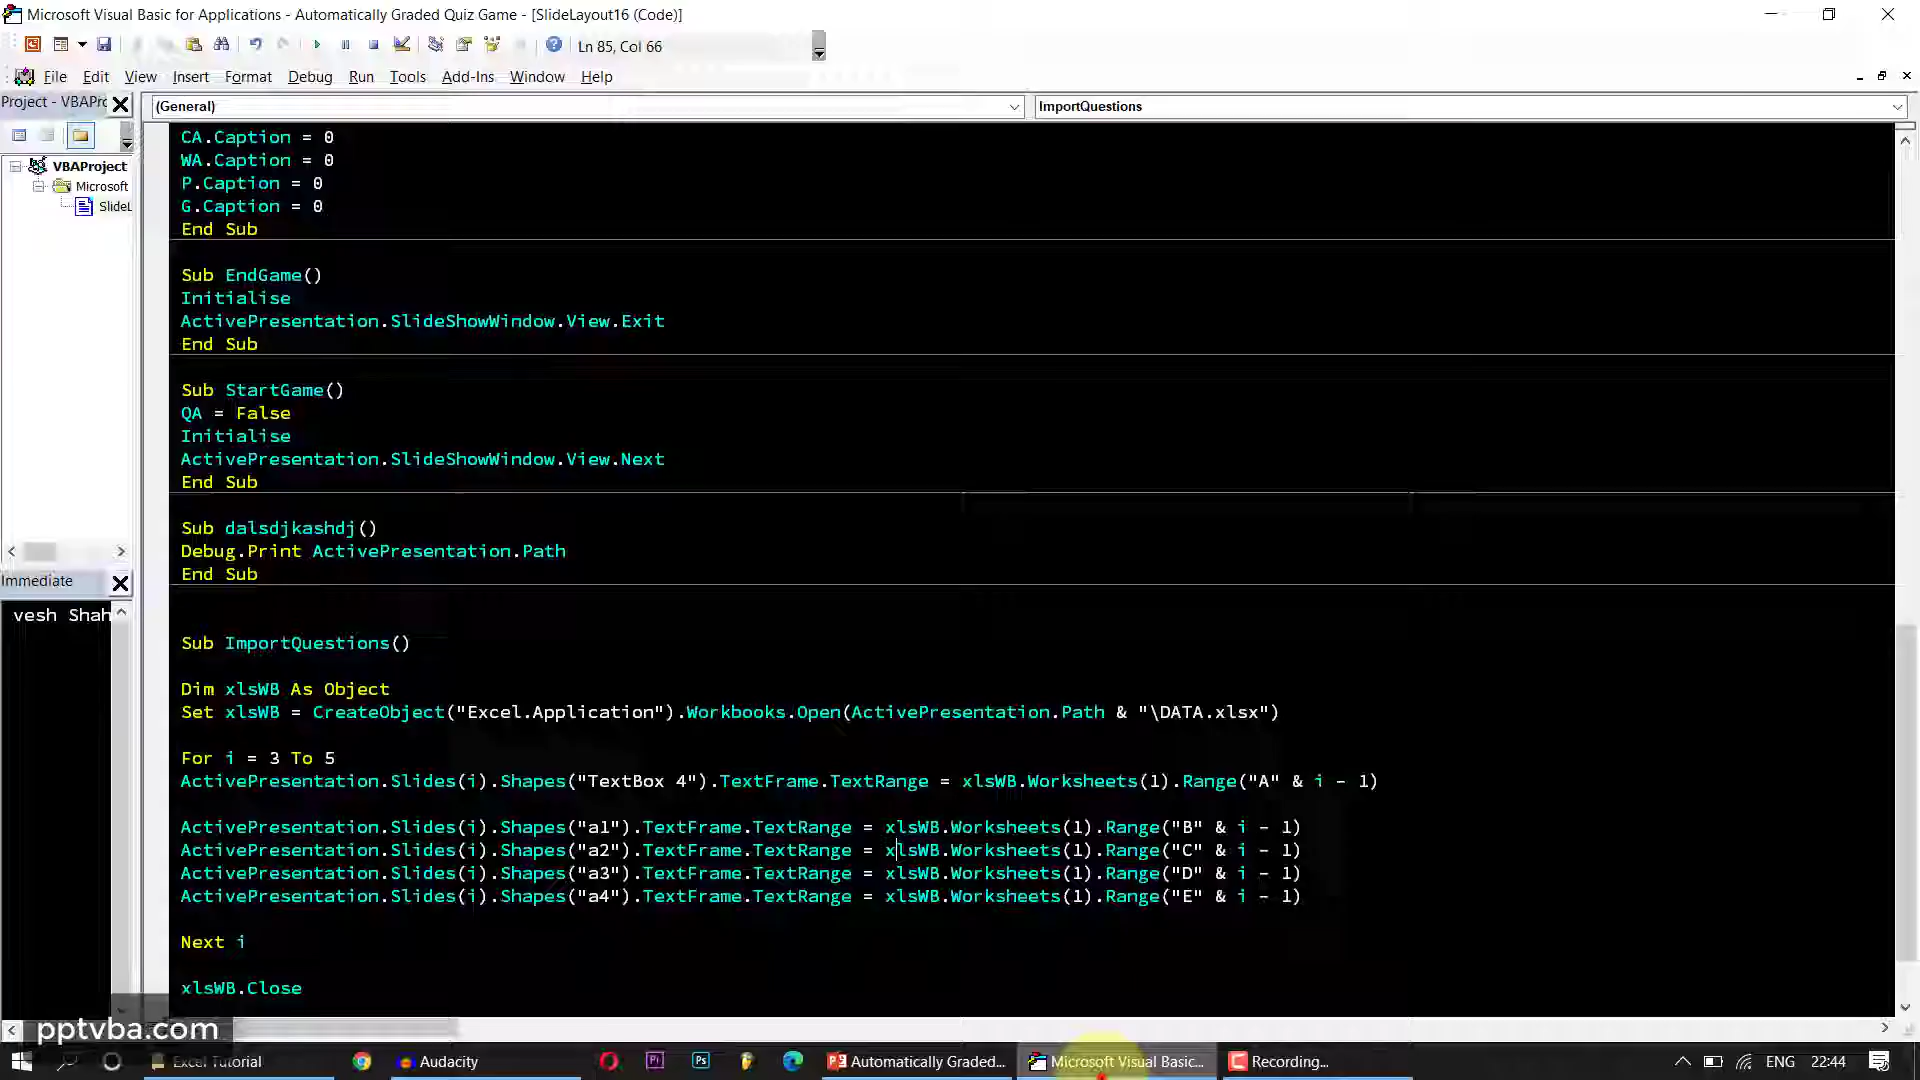 Microsoft Visual Basic for Applications - Automatically Graded Quiz Game - [SlideLayout16 (Code)]
Ln 85, Col 66
File Edit View Insert Format Debug Run Tools Add-Ins Window Help
Project - VBAPrc
(General)
ImportQuestions
VBAProject
Microsoft
SlideL
CA.Caption = 0
WA.Caption = 0
P.Caption = 0
G.Caption = 0
End Sub
Sub EndGame()
Initialise
ActivePresentation.SlideShowWindow.View.Exit
End Sub
Sub StartGame()
QA = False
Initialise
ActivePresentation.SlideShowWindow.View.Next
End Sub
Sub dalsdjkashdj()
Debug.Print ActivePresentation.Path
End Sub
Immediate
vesh Shah
Sub ImportQuestions()
Dim xlsWB As Object
Set xlsWB = CreateObject("Excel.Application").Workbooks.Open(ActivePresentation.Path & "\DATA.xlsx")
For i = 3 To 5
ActivePresentation.Slides(i).Shapes("TextBox 4").TextFrame.TextRange = xlsWB.Worksheets(1).Range("A" & i - 1)
ActivePresentation.Slides(i).Shapes("a1").TextFrame.TextRange = xlsWB.Worksheets(1).Range("B" & i - 1)
ActivePresentation.Slides(i).Shapes("a2").TextFrame.TextRange = xlsWB.Worksheets(1).Range("C" & i - 1)
ActivePresentation.Slides(i).Shapes("a3").TextFrame.TextRange = xlsWB.Worksheets(1).Range("D" & i - 1)
ActivePresentation.Slides(i).Shapes("a4").TextFrame.TextRange = xlsWB.Worksheets(1).Range("E" & i - 1)
Next i
xlsWB.Close
pptvba.com
Excel Tutorial
Audacity
Automatically Graded...
Microsoft Visual Basic...
Recording...
ENG
22:44